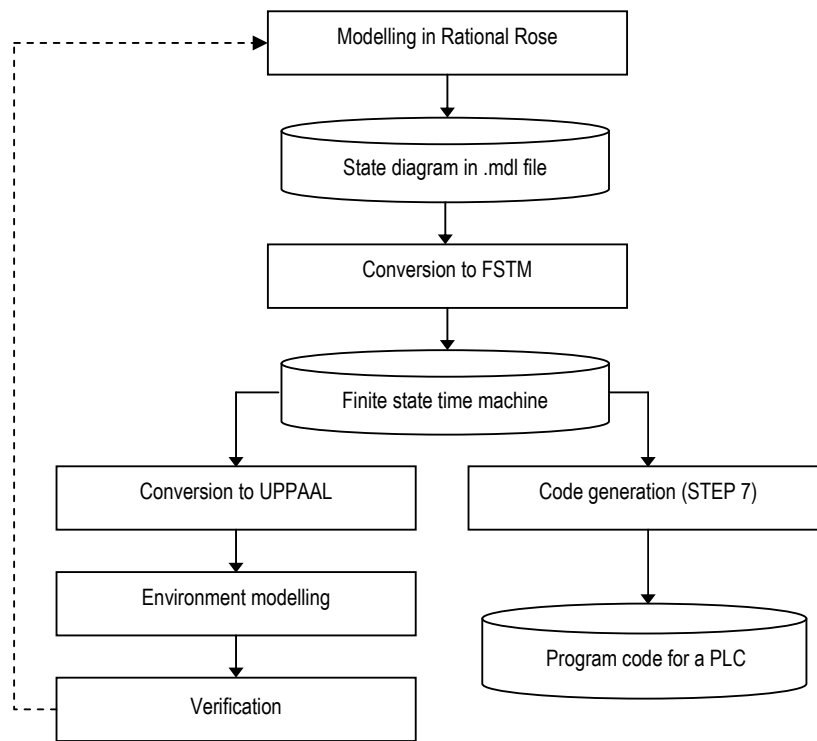 Modelling in Rational Rose
State diagram in .mdl file
Conversion to FSTM
Finite state time machine
Conversion to UPPAAL
Code generation (STEP 7)
Environment modelling
Program code for a PLC
Verification